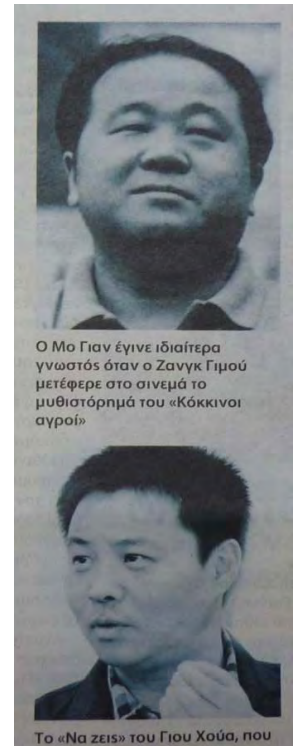 Ο Μο Γιαν έγινε ιδιαίτερα
γνωστός όταν ο Ζανγκ Γιμού
μετέφερε στο σινεμά το
μυθιστόρημά του «Κόκκινοι
αγροί»
Το «Να ζεις» του Γιου Χούα, που